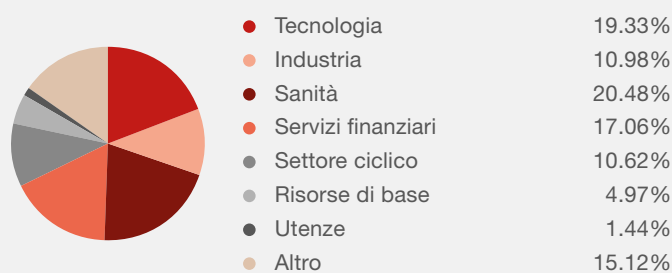 Tecnologia 19.33%
Industria 10.98%
Sanità 20.48%
Servizi finanziari 17.06%
Settore ciclico 10.62%
Risorse di base 4.97%
Utenze 1.44%
Altro 15.12%